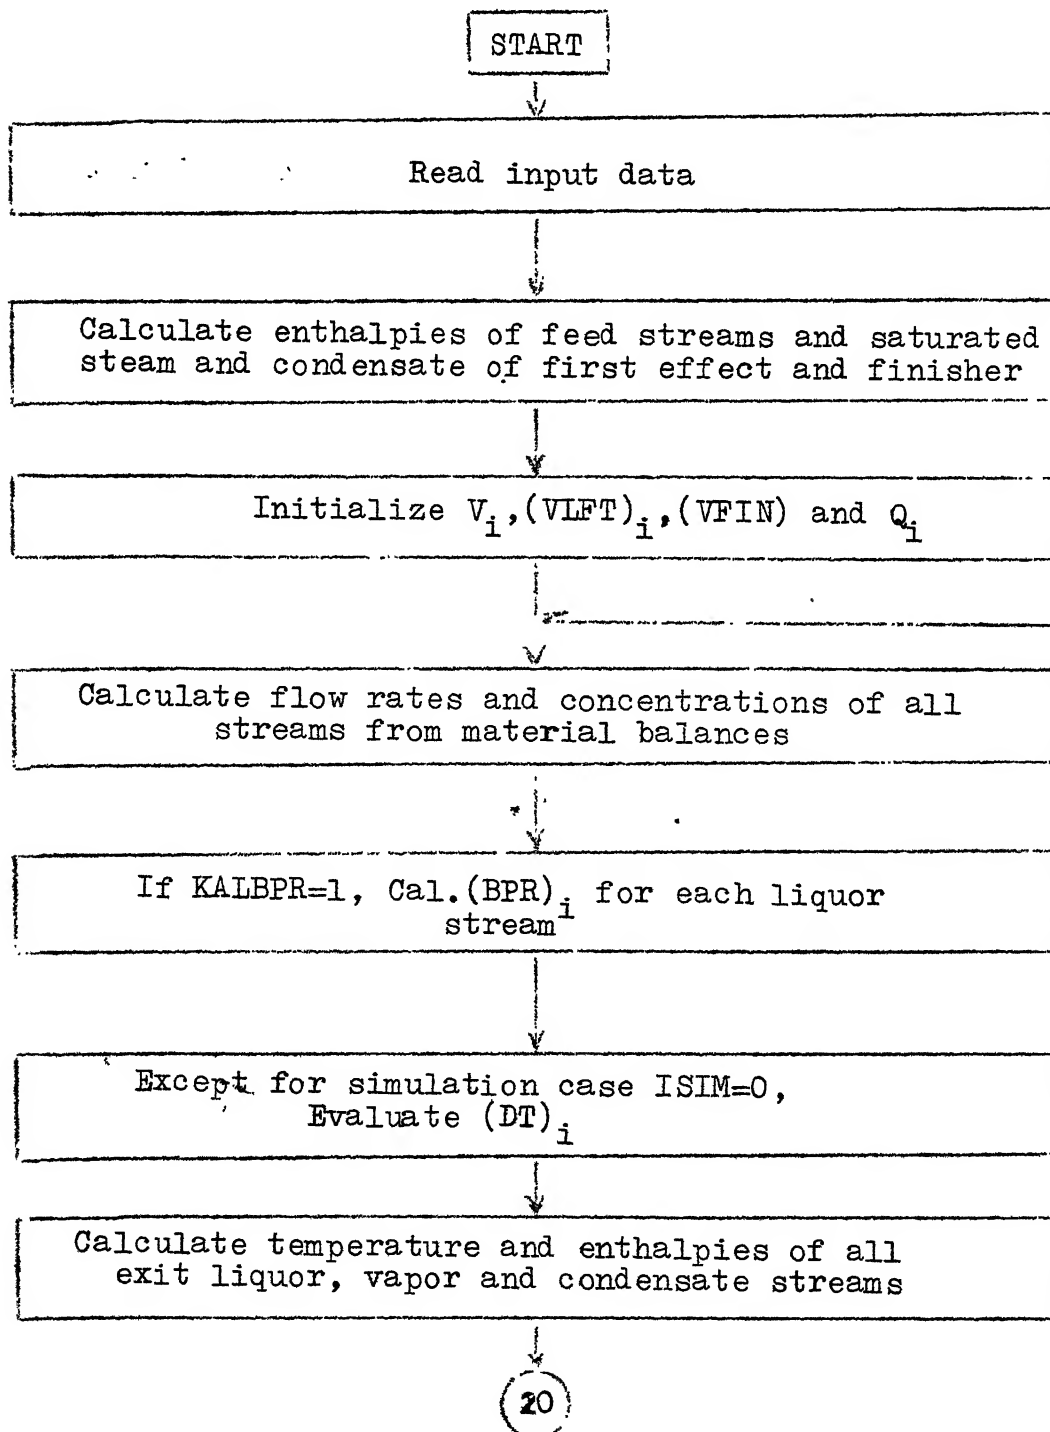 START
Read input data
Calculate enthalpies of feed streams and saturated
steam and condensate of first effect and finisher
Initialize V_i,(VLFT)_i,(VFIN) and Q_i
Calculate flow rates and concentrations of all
streams from material balances
If KALBPR=1, Cal.(BPR)_i for each liquor
stream
Except for simulation case ISIM=0,
Evaluate (DT)_i
Calculate temperature and enthalpies of all
exit liquor, vapor and condensate streams
20